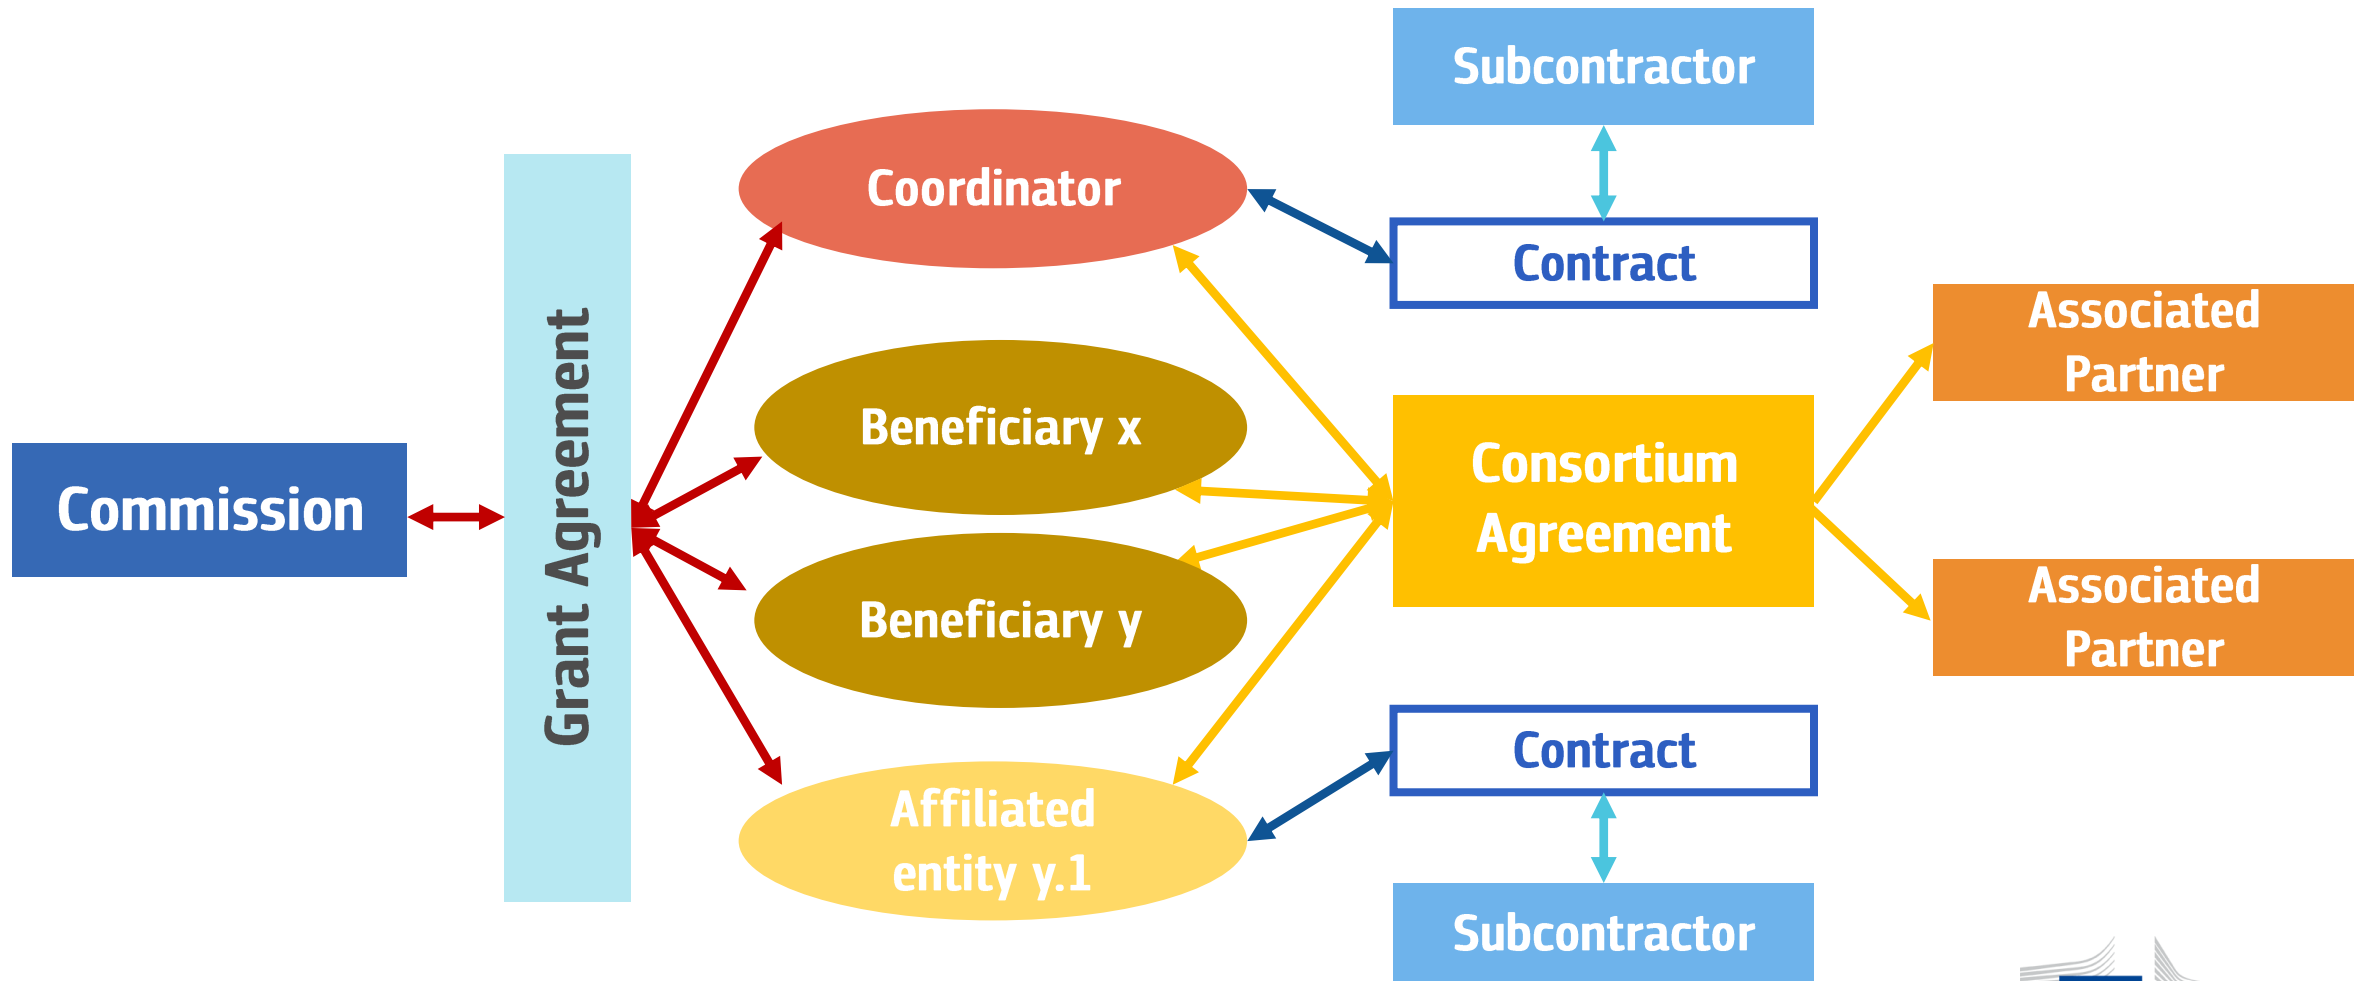 Commission
Grant Agreement
Coordinator
Beneficiary x
Beneficiary y
Affiliated
entity y.1
Subcontractor
Contract
Consortium
Agreement
Contract
Subcontractor
Associated
Partner
Associated
Partner